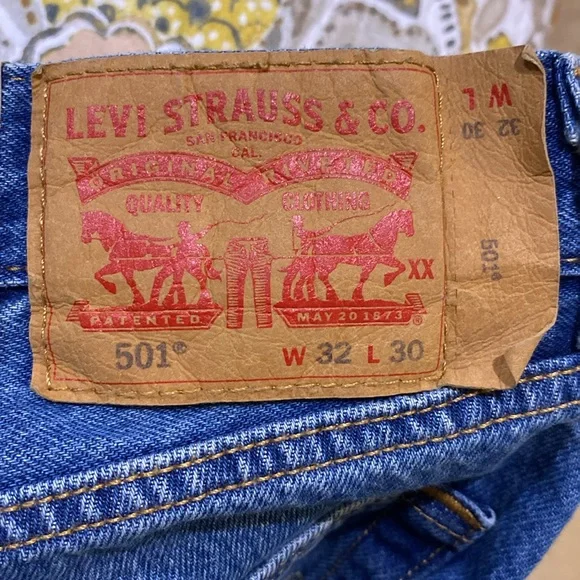 LEVI STRAUSS & CO.
SAN FRANCISCO
CAL.
ORIGINAL RIVETED
QUALITY CLOTHING
XX
PATENTED MAY 20 1873 ®
501® W 32 L 30
W L
32 30
501®